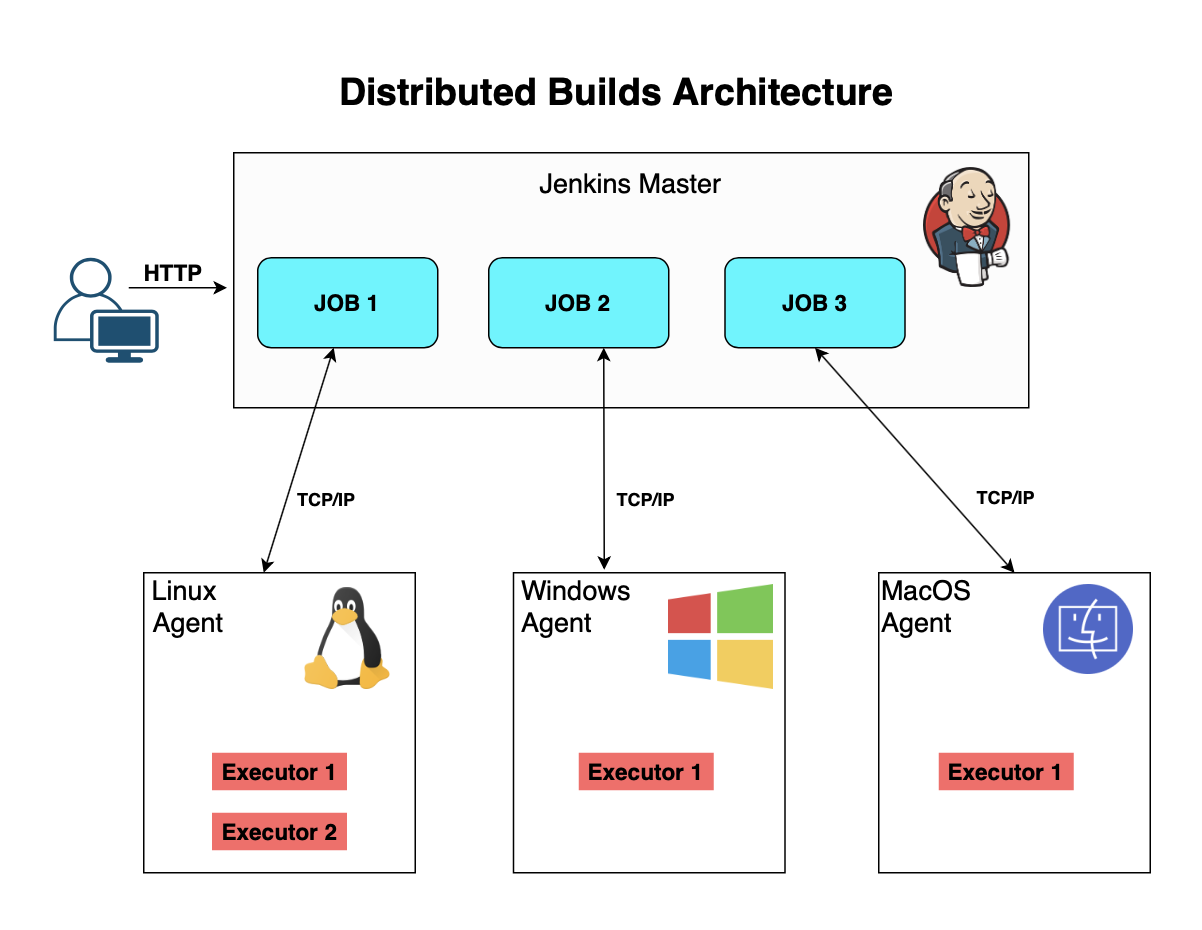 Distributed Builds Architecture
Jenkins Master
HTTP
JOB 1
JOB 2
JOB 3
TCP/IP
TCP/IP
TCP/IP
Linux
Agent
Windows
Agent
MacOS
Agent
Executor 1
Executor 1
Executor 1
Executor 2